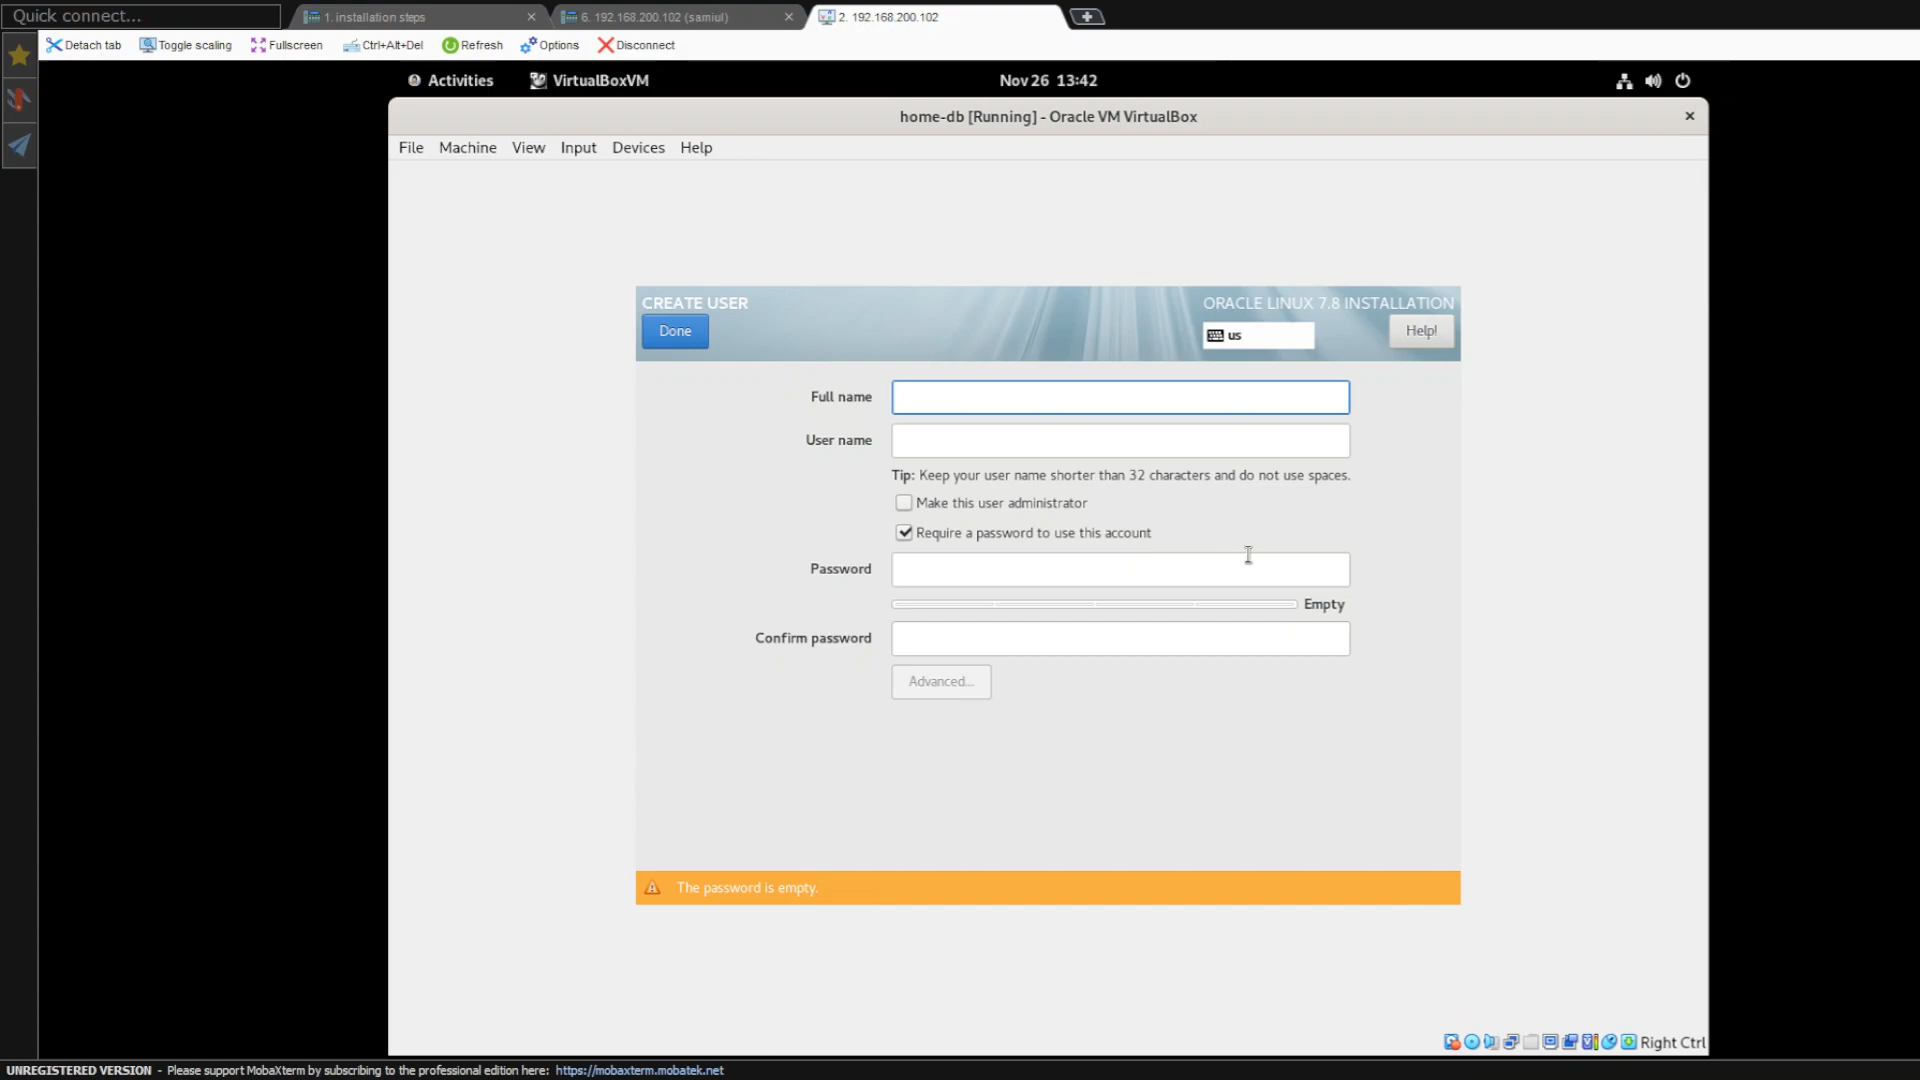 Quick connect...
1. installation steps
6. 192.168.200.102 (samiul)
2. 192.168.200.102
Detach tab
Toggle scaling
Fullscreen
Ctrl+Alt+Del
Refresh
Options
Disconnect
Activities
VirtualBoxVM
Nov 26 13:42
home-db [Running] - Oracle VM VirtualBox
File Machine View Input Devices Help
CREATE USER
ORACLE LINUX 7.8 INSTALLATION
Done
us
Help!
Full name
User name
Tip: Keep your user name shorter than 32 characters and do not use spaces.
Make this user administrator
Require a password to use this account
Password
Empty
Confirm password
Advanced...
The password is empty.
Right Ctrl
UNREGISTERED VERSION - Please support MobaXterm by subscribing to the professional edition here: https://mobaxterm.mobatek.net